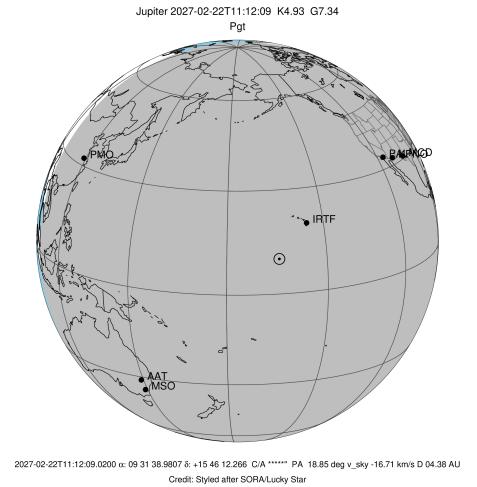 Jupiter 2027-02-22T11:12:09 K4.93 G7.34
Pgt
PMO
IRTF
AAT
MSO
2027-02-22T11:12:09.0200 α: 09 31 38.9807 δ: +15 46 12.266 C/A *****" PA 18.85 deg v_sky -16.71 km/s D 04.38 AU
Credit: Styled after SORA/Lucky Star